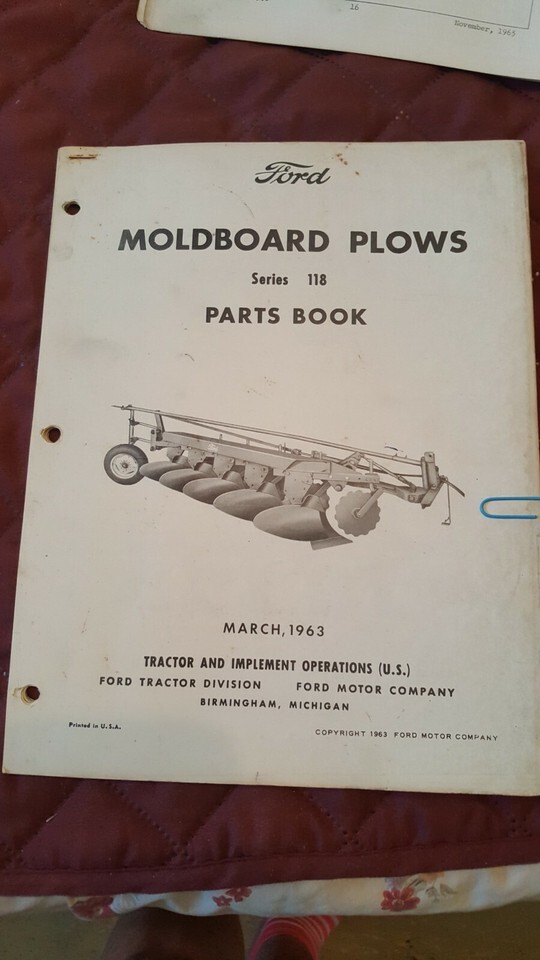 16
November, 1965
Ford
MOLDBOARD PLOWS
Series 118
PARTS BOOK
MARCH, 1963
TRACTOR AND IMPLEMENT OPERATIONS (U.S.)
FORD TRACTOR DIVISION FORD MOTOR COMPANY
BIRMINGHAM, MICHIGAN
Printed in U.S.A.
COPYRIGHT 1963 FORD MOTOR COMPANY